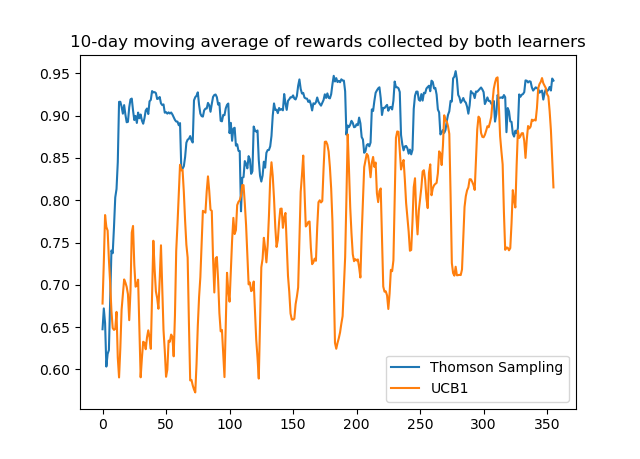 10-day moving average of rewards collected by both learners
0.95
0.90
0.85
0.80
0.75
0.70
0.65
0.60
0 50 100 150 200 250 300 350
Thomson Sampling
UCB1